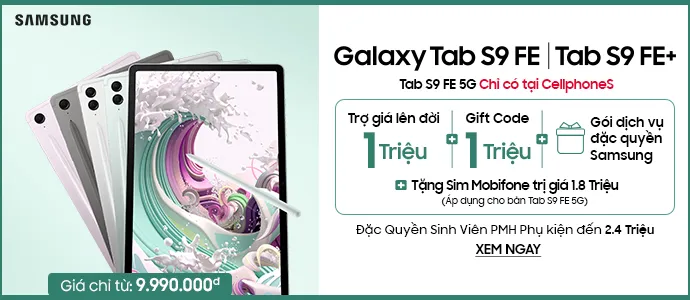 SAMSUNG
Galaxy Tab S9 FE | Tab S9 FE+
Tab S9 FE 5G Chỉ có tại CellphoneS
Trợ giá lên đời
1 Triệu
+
Gift Code
1 Triệu
+
Gói dịch vụ
đặc quyền
Samsung
+ Tặng Sim Mobifone trị giá 1.8 Triệu
(Áp dụng cho bản Tab S9 FE 5G)
Đặc Quyền Sinh Viên PMH Phụ kiện đến 2.4 Triệu
XEM NGAY
Giá chỉ từ: 9.990.000đ